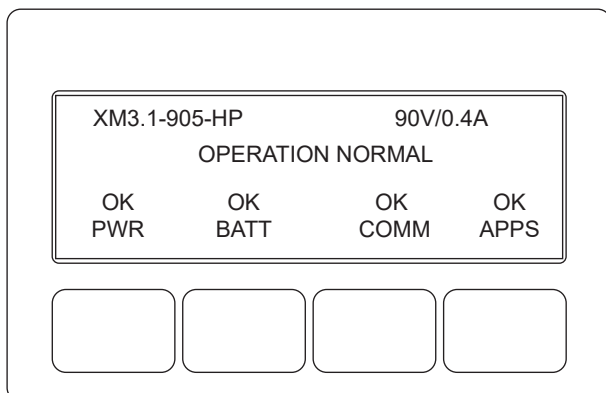 XM3.1-905-HP 90V/0.4A
OPERATION NORMAL
OK OK OK OK
PWR BATT COMM APPS